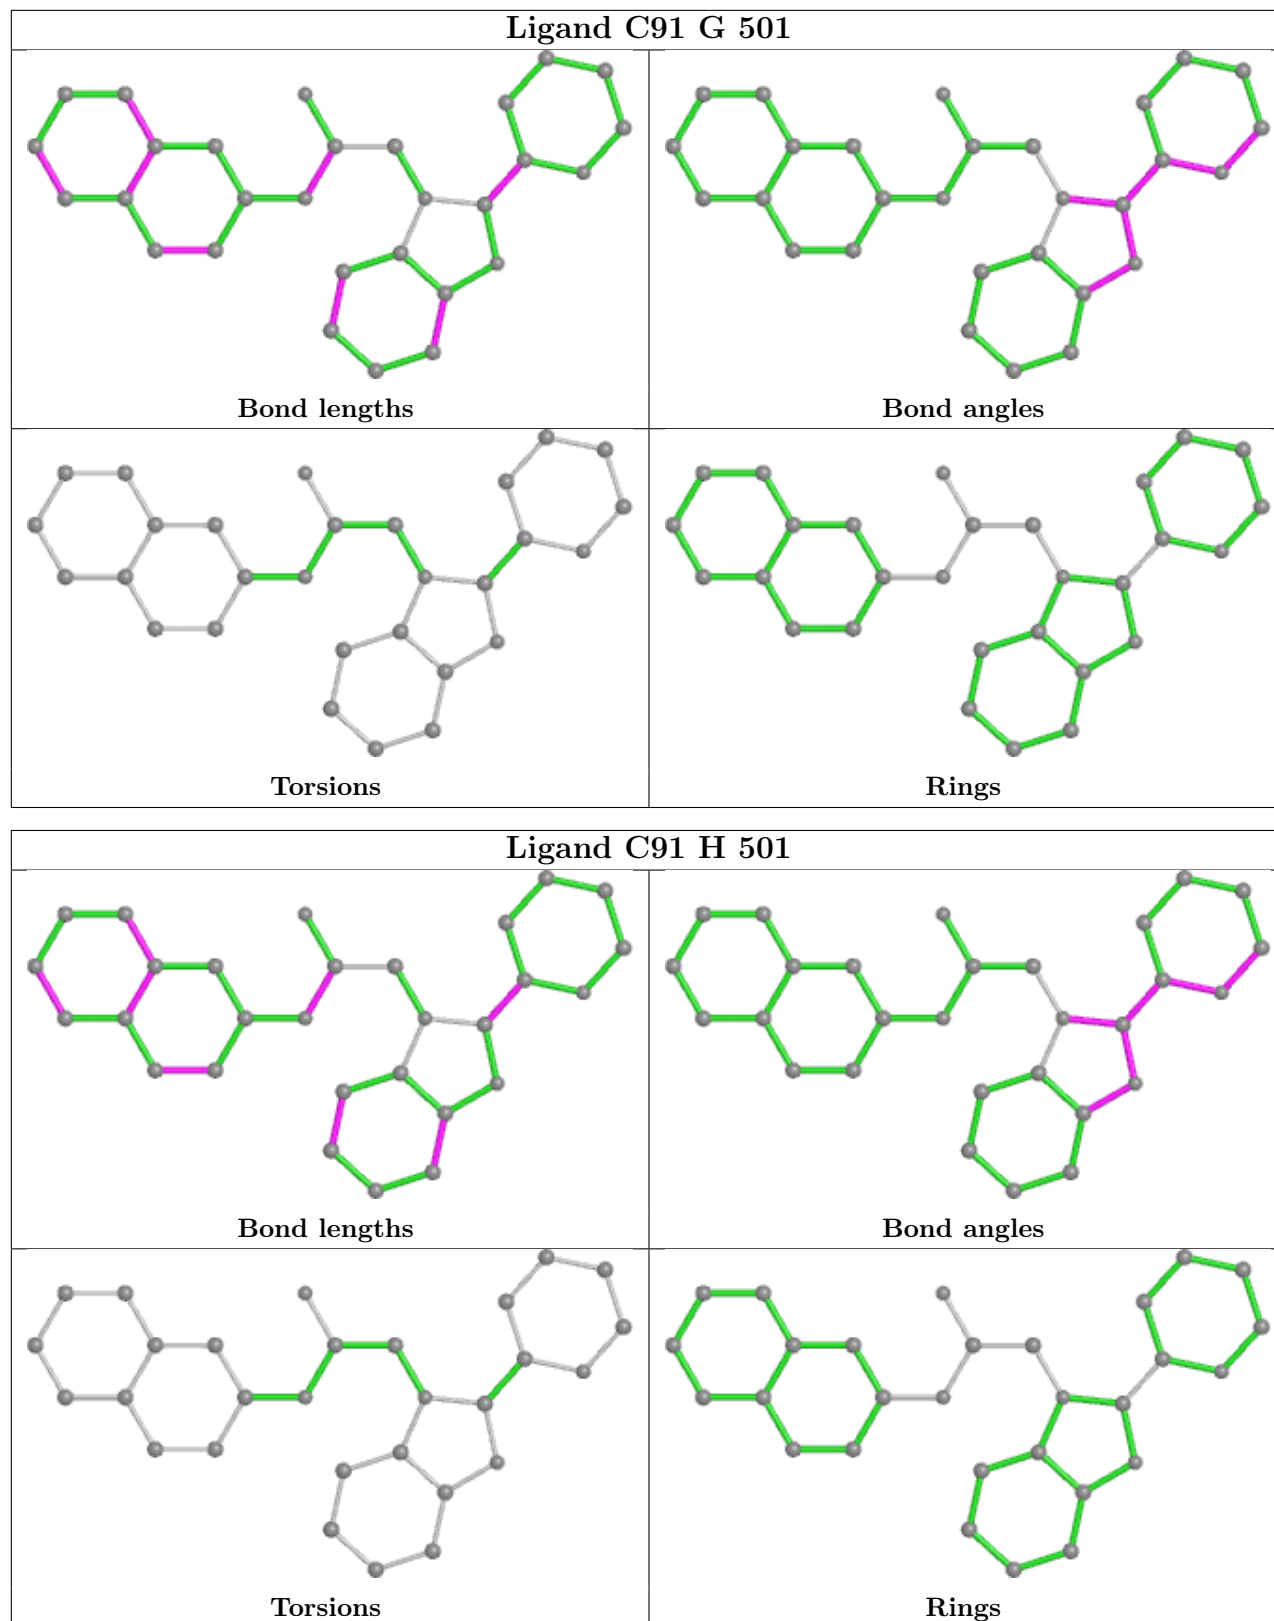 Ligand C91 G 501
Bond lengths
Bond angles
Torsions
Rings
Ligand C91 H 501
Bond lengths
Bond angles
Torsions
Rings